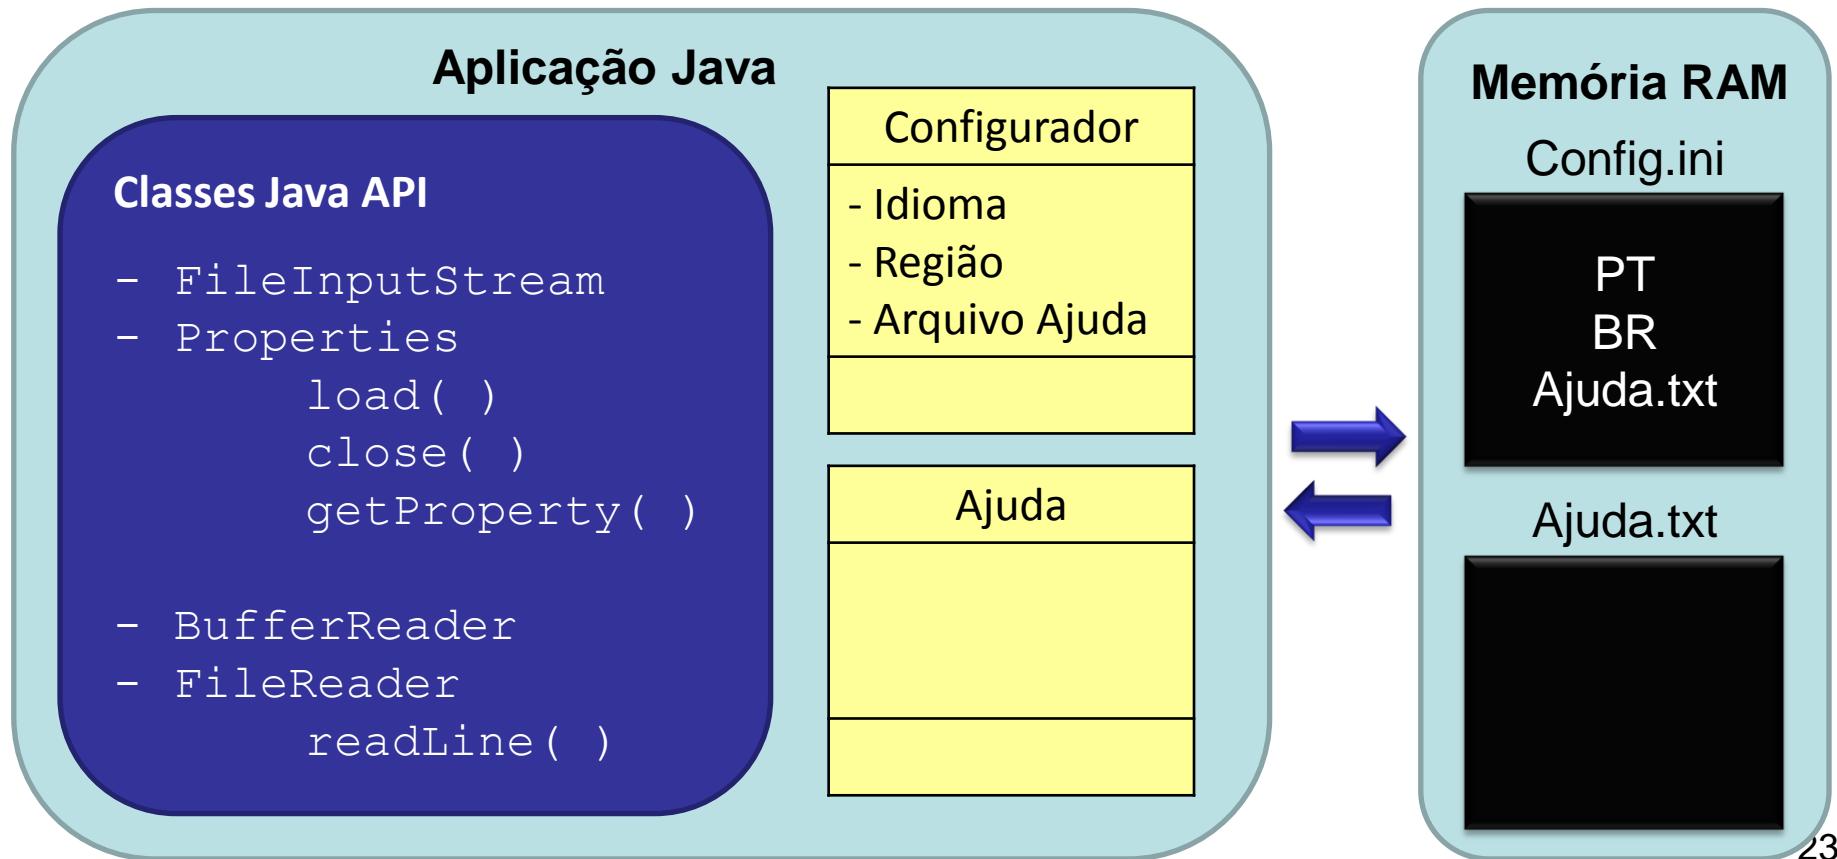 Aplicação Java
Classes Java API
- FileInputStream
- Properties
load( )
close( )
getProperty( )
- BufferReader
- FileReader
readLine( )
Configurador
- Idioma
- Região
- Arquivo Ajuda
Ajuda
Memória RAM
Config.ini
PT
BR
Ajuda.txt
Ajuda.txt
23